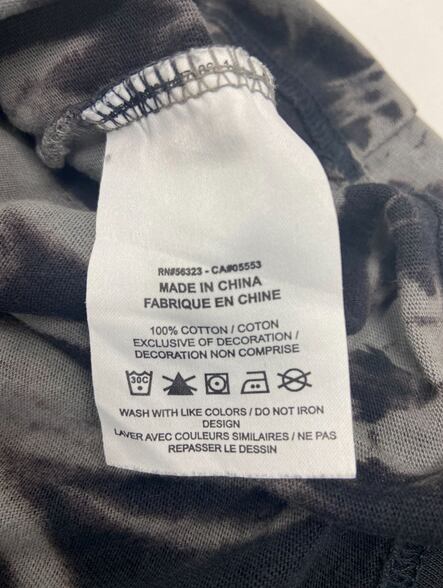 RN#56323 - CA#05553
MADE IN CHINA
FABRIQUE EN CHINE
100% COTTON / COTON
EXCLUSIVE OF DECORATION /
DECORATION NON COMPRISE
30C
WASH WITH LIKE COLORS / DO NOT IRON
DESIGN
LAVER AVEC COULEURS SIMILAIRES / NE PAS
REPASSER LE DESSIN